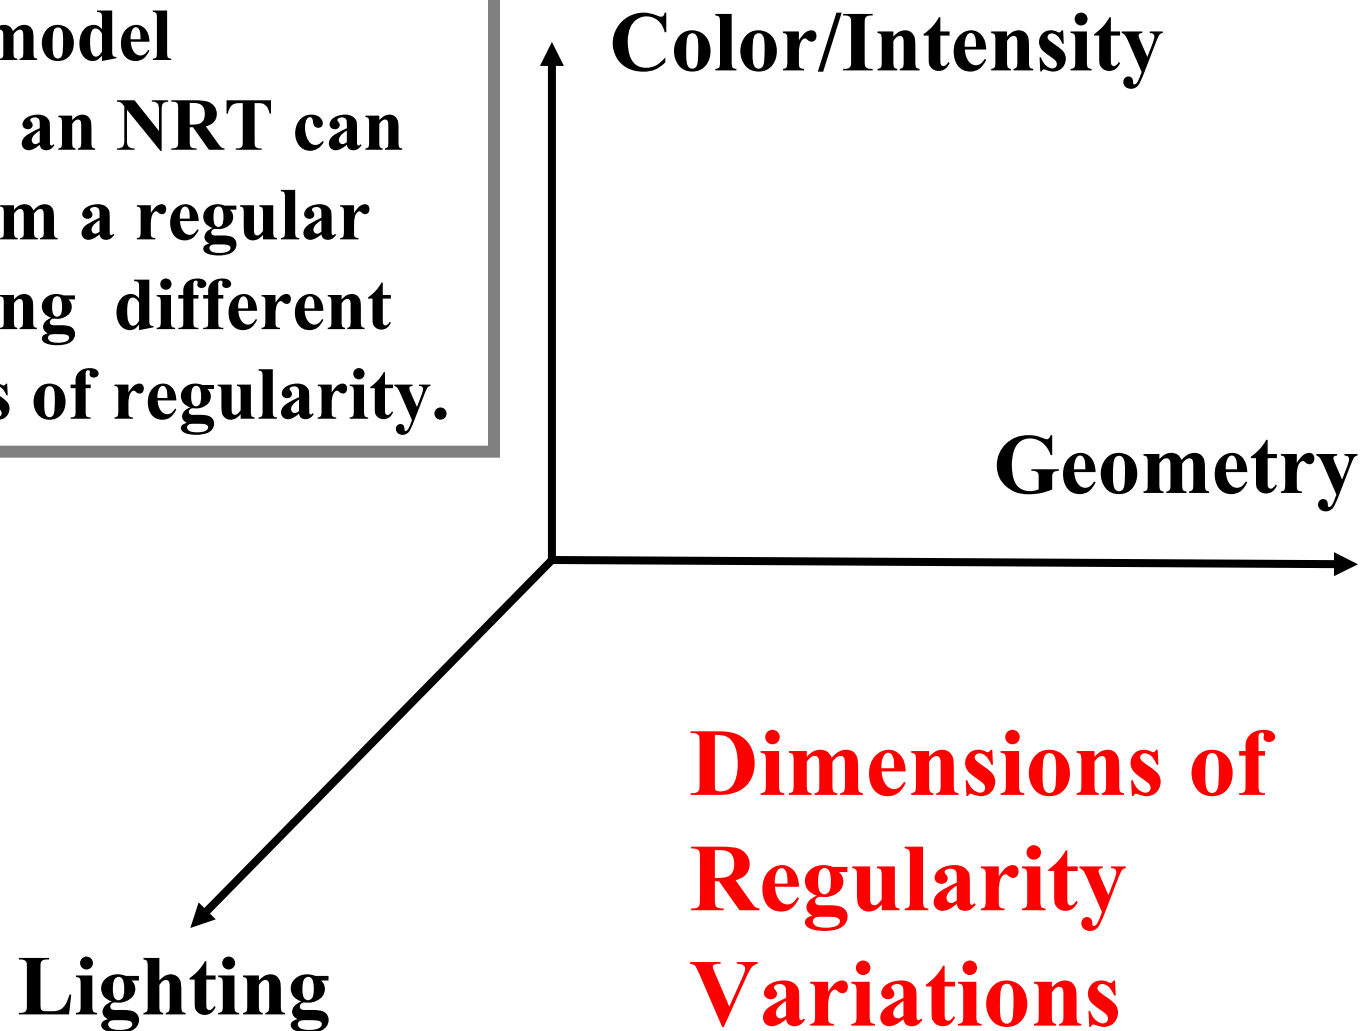 model
an NRT can
m a regular
ng different
s of regularity.
Color/Intensity
Geometry
Lighting
Dimensions of
Regularity
Variations